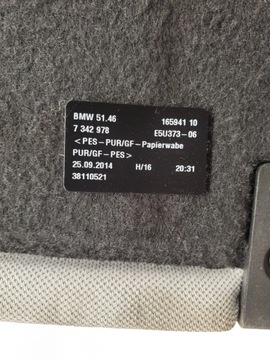 BMW 51.46 165941 10
7 342 978 E5U373-06
<PES-PUR/GF-Papierwabe
PUR/GF-PES>
25.09.2014 H/16 20:31
38110521